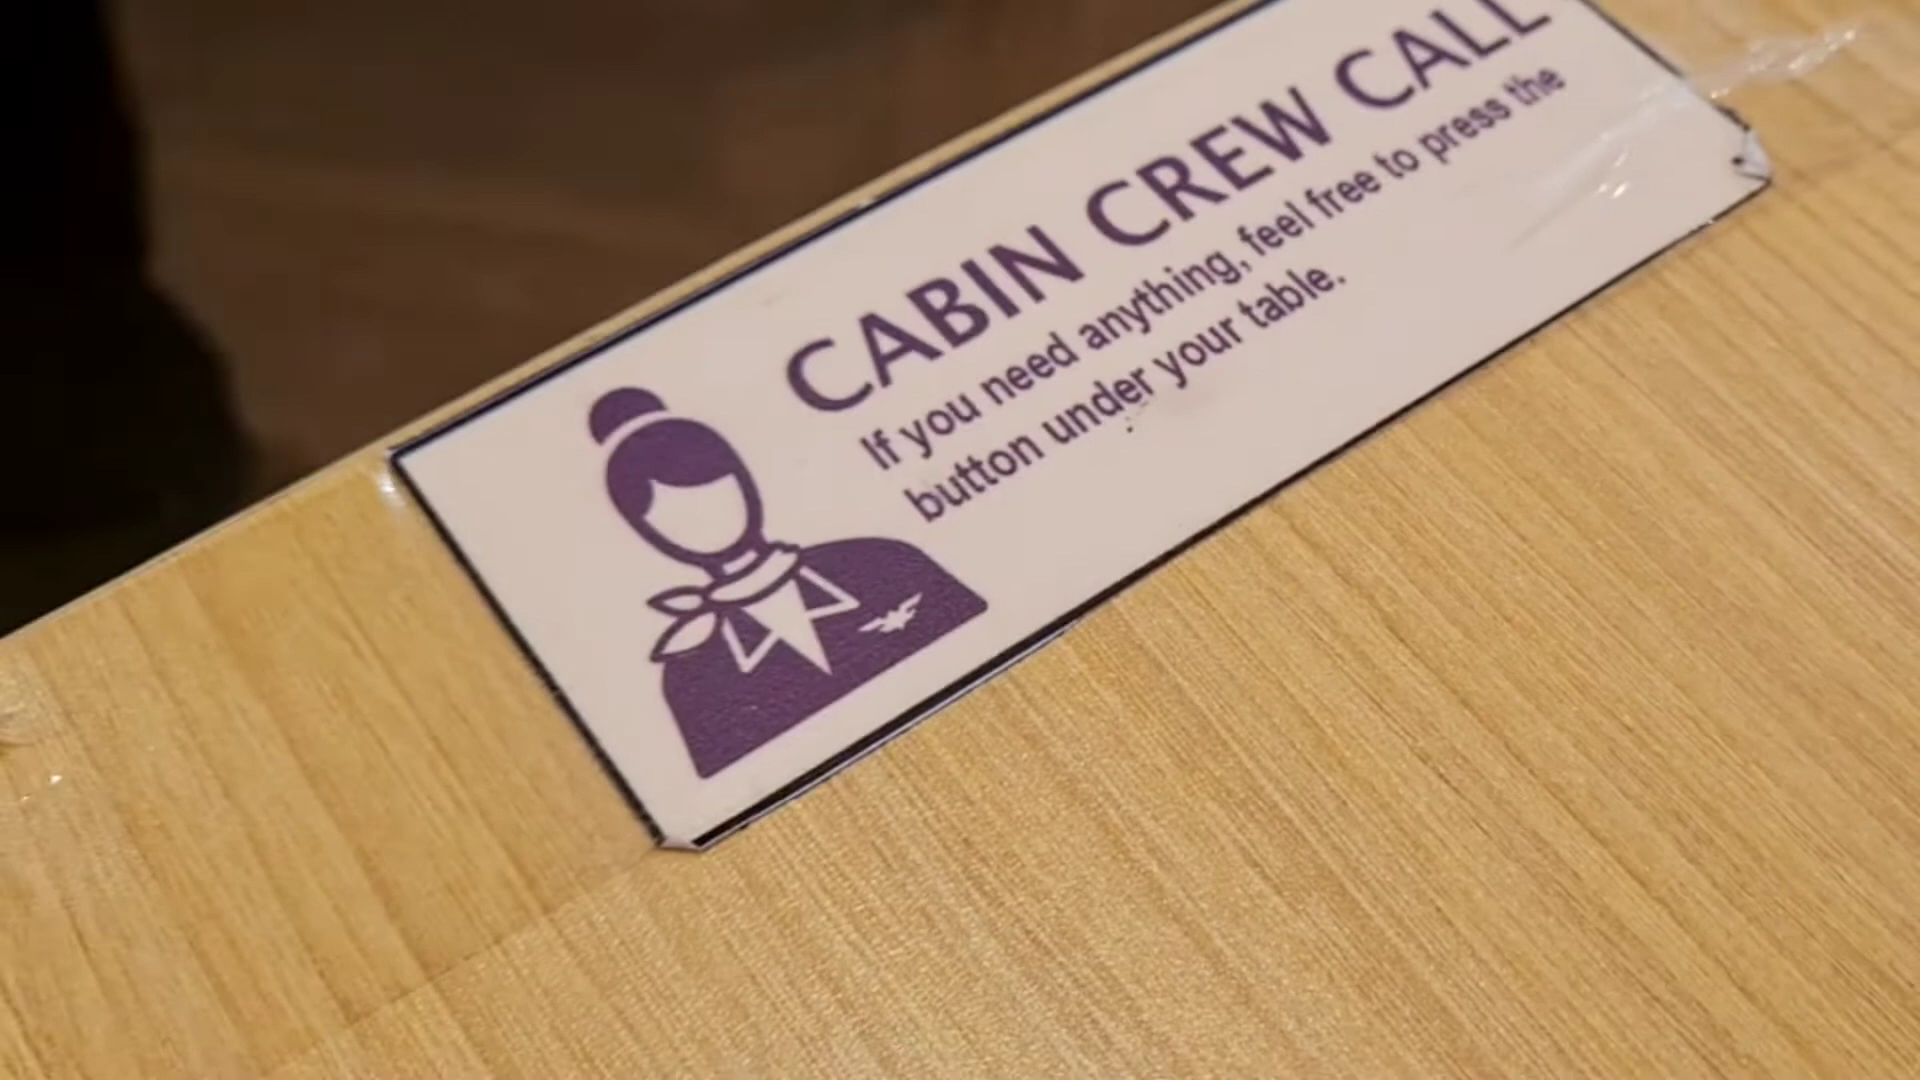 CABIN CREW CALL
If you need anything, feel free to press the
button under your table.